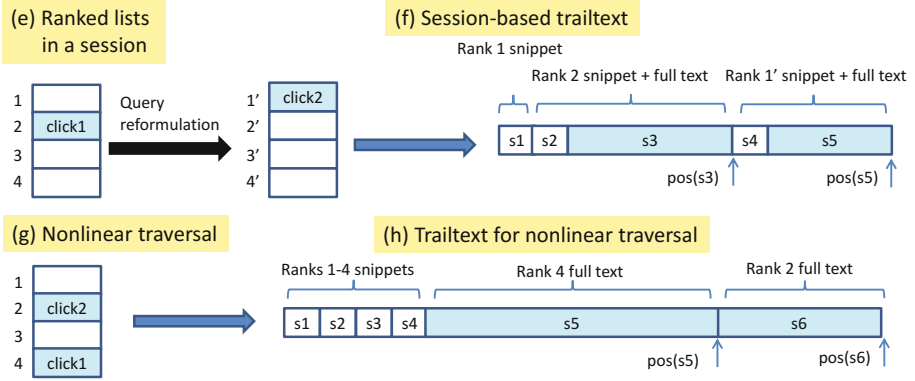 (e) Ranked lists
in a session
1
2
3
4
click1
Query
reformulation
1’
2’
3’
4’
click2
(f) Session-based trailtext
Rank 1 snippet
Rank 2 snippet + full text
Rank 1’ snippet + full text
s1
s2
s3
s4
s5
pos(s3)
pos(s5)
(g) Nonlinear traversal
1
2
3
4
click2
click1
(h) Trailtext for nonlinear traversal
Ranks 1-4 snippets
Rank 4 full text
Rank 2 full text
s1
s2
s3
s4
s5
s6
pos(s5)
pos(s6)